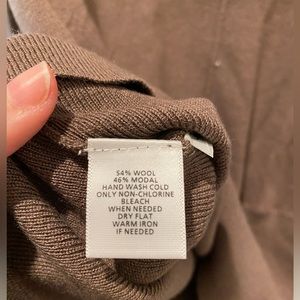 54% WOOL
46% MODAL
HAND WASH COLD
ONLY NON-CHLORINE
BLEACH
WHEN NEEDED
DRY FLAT
WARM IRON
IF NEEDED